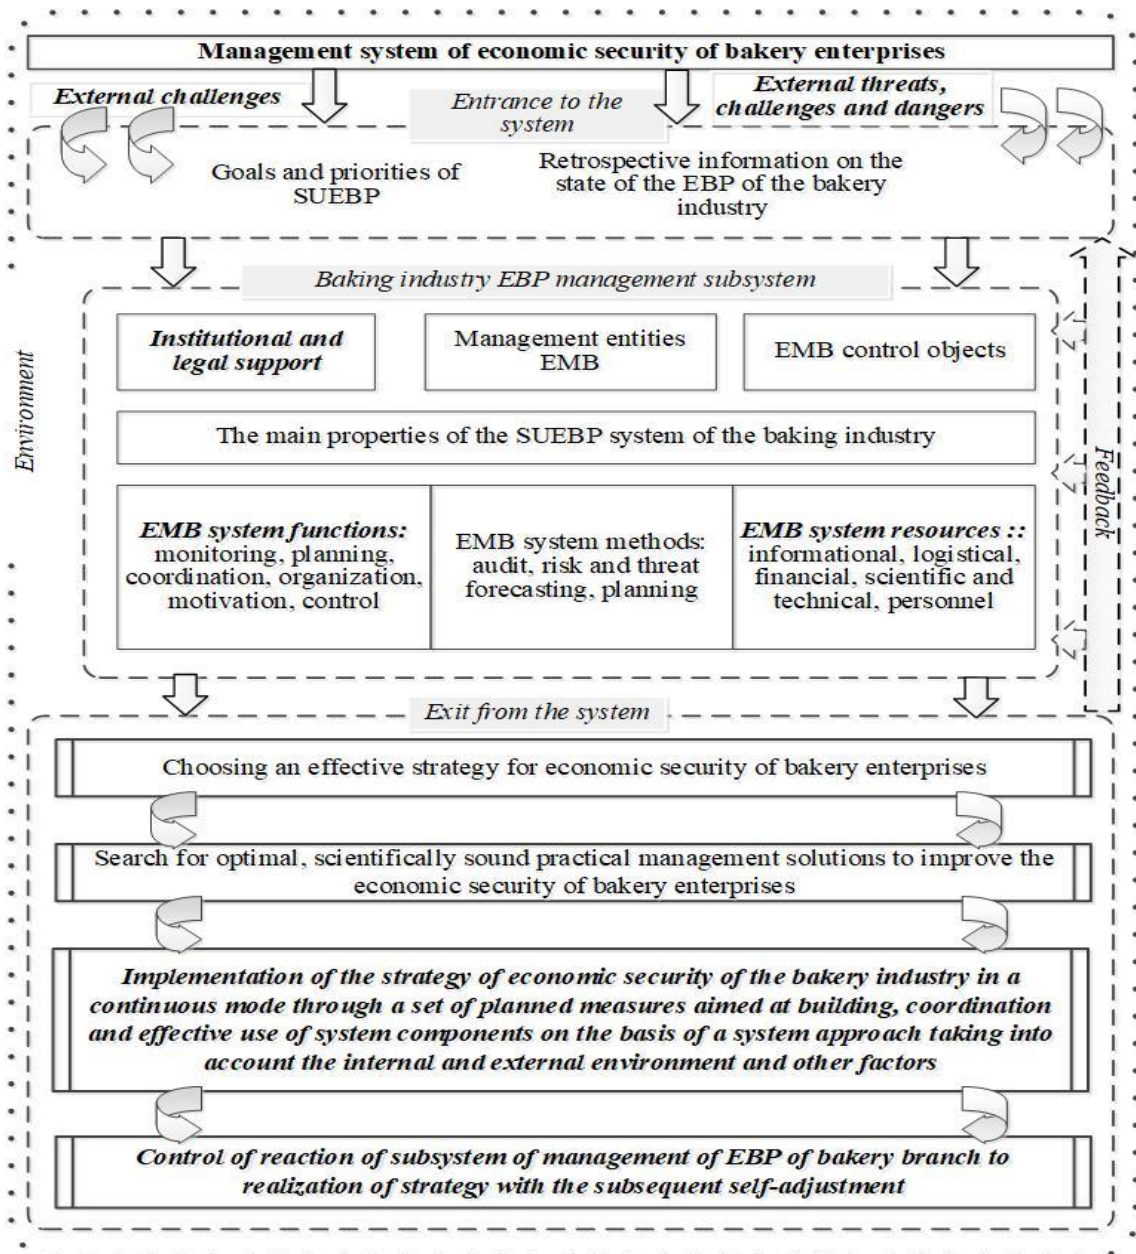 Management system of economic security of bakery enterprises
External challenges
Entrance to the
system
External threats,
challenges and dangers
Goals and priorities of
SUEBP
Retrospective information on the
state of the EBP of the bakery
industry
Baking industry EBP management subsystem
Environment
Institutional and
legal support
Management entities
EMB
EMB control objects
The main properties of the SUEBP system of the baking industry
EMB system functions:
monitoring, planning,
coordination, organization,
motivation, control
EMB system methods:
audit, risk and threat
forecasting, planning
EMB system resources ::
informational, logistical,
financial, scientific and
technical, personnel
Feedback
Exit from the system
Choosing an effective strategy for economic security of bakery enterprises
Search for optimal, scientifically sound practical management solutions to improve the
economic security of bakery enterprises
Implementation of the strategy of economic security of the bakery industry in a
continuous mode through a set of planned measures aimed at building, coordination
and effective use of system components on the basis of a system approach taking into
account the internal and external environment and other factors
Control of reaction of subsystem of management of EBP of bakery branch to
realization of strategy with the subsequent self-adjustment